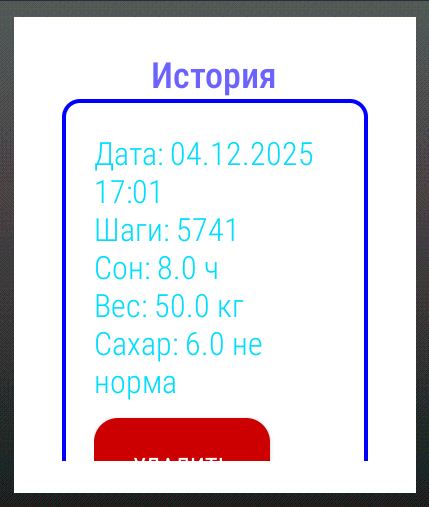 История
Дата: 04.12.2025
17:01
Шаги: 5741
Сон: 8.0 ч
Вес: 50.0 кг
Сахар: 6.0 не
норма
УДАЛИТЬ